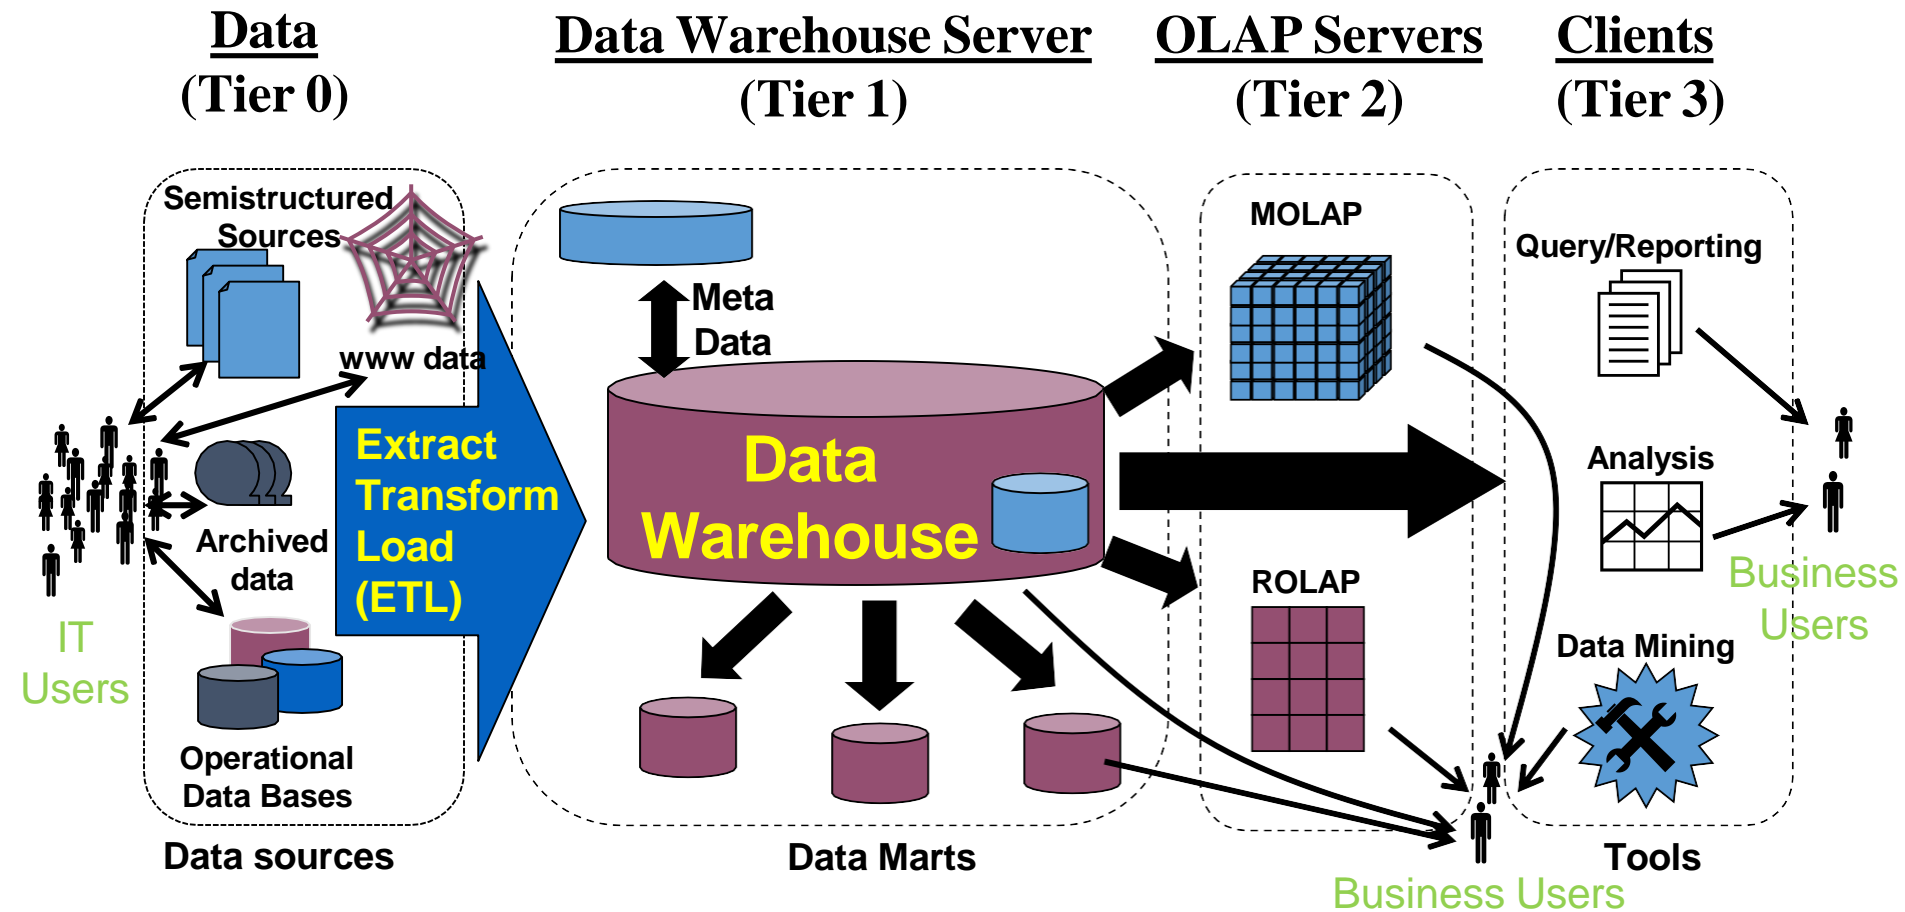 Data
(Tier 0)
Data Warehouse Server
(Tier 1)
OLAP Servers
(Tier 2)
Clients
(Tier 3)
Semistructured
Sources
www data
Archived
data
Operational
Data Bases
Data sources
IT
Users
Extract
Transform
Load
(ETL)
Meta
Data
Data
Warehouse
Data Marts
MOLAP
ROLAP
Query/Reporting
Analysis
Data Mining
Tools
Business
Users
Business Users